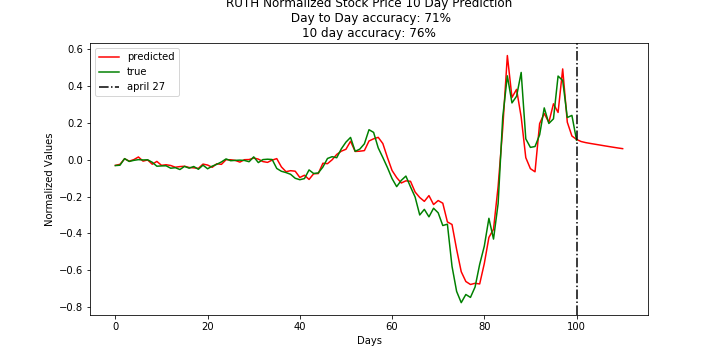 RUTH Normalized Stock Price 10 Day Prediction
Day to Day accuracy: 71%
10 day accuracy: 76%
predicted
true
april 27
Normalized Values
0.6
0.4
0.2
0.0
−0.2
−0.4
−0.6
−0.8
0 20 40 60 80 100
Days